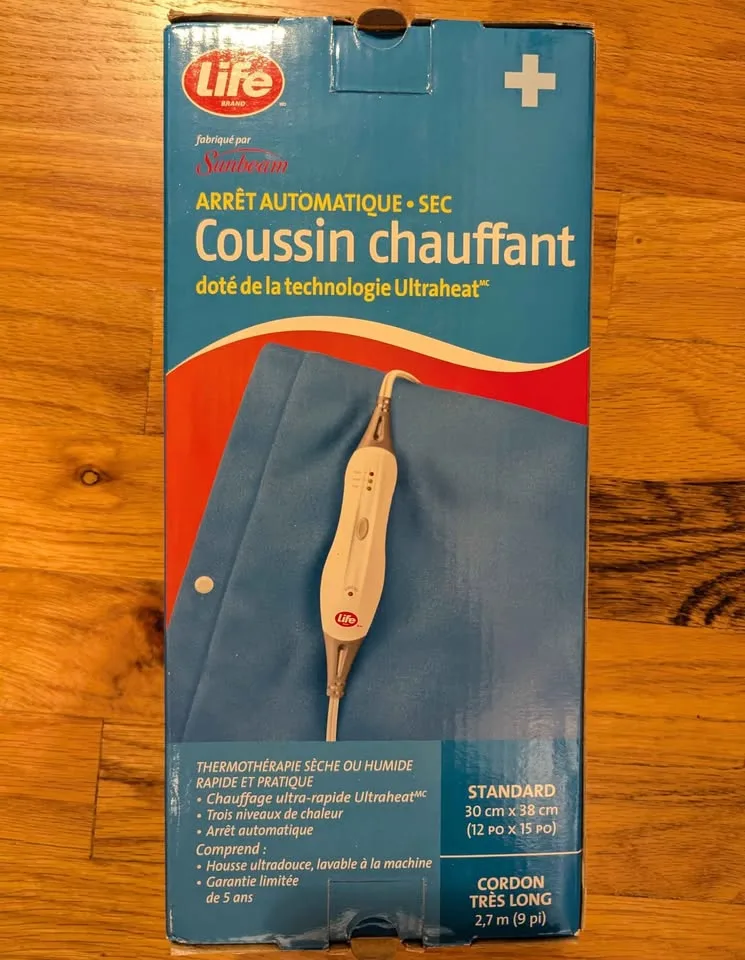 Life
BRAND
fabriqué par
Sunbeam
ARRÊT AUTOMATIQUE • SEC
Coussin chauffant
doté de la technologie Ultraheat MC
Life
THERMOTHÉRAPIE SÈCHE OU HUMIDE
RAPIDE ET PRATIQUE
• Chauffage ultra-rapide Ultraheat MC
• Trois niveaux de chaleur
• Arrêt automatique
Comprend :
• Housse ultradouce, lavable à la machine
• Garantie limitée
de 5 ans
STANDARD
30 cm x 38 cm
(12 PO x 15 PO)
CORDON
TRÈS LONG
2,7 m (9 pi)